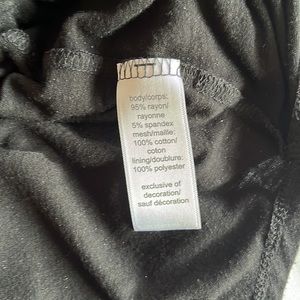 body/corps:
95% rayon/
rayonne
5% spandex
mesh/maille:
100% cotton/
coton
lining/doublure:
100% polyester
exclusive of
decoration/
sauf décoration